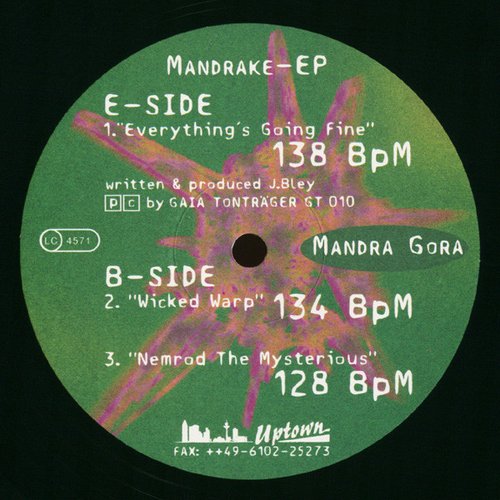 MANDRAKE-EP
E-SIDE
1."Everything's Going Fine"
138 BpM
written & produced J.Bley
P C by GAIA TONTRÄGER GT 010
LC 4571
MANDRA GORA
B-SIDE
2. "Wicked Warp" 134 BpM
3. "Nemrod The Mysterious"
128 BpM
Uptown
FAX: ++49-6102-25273